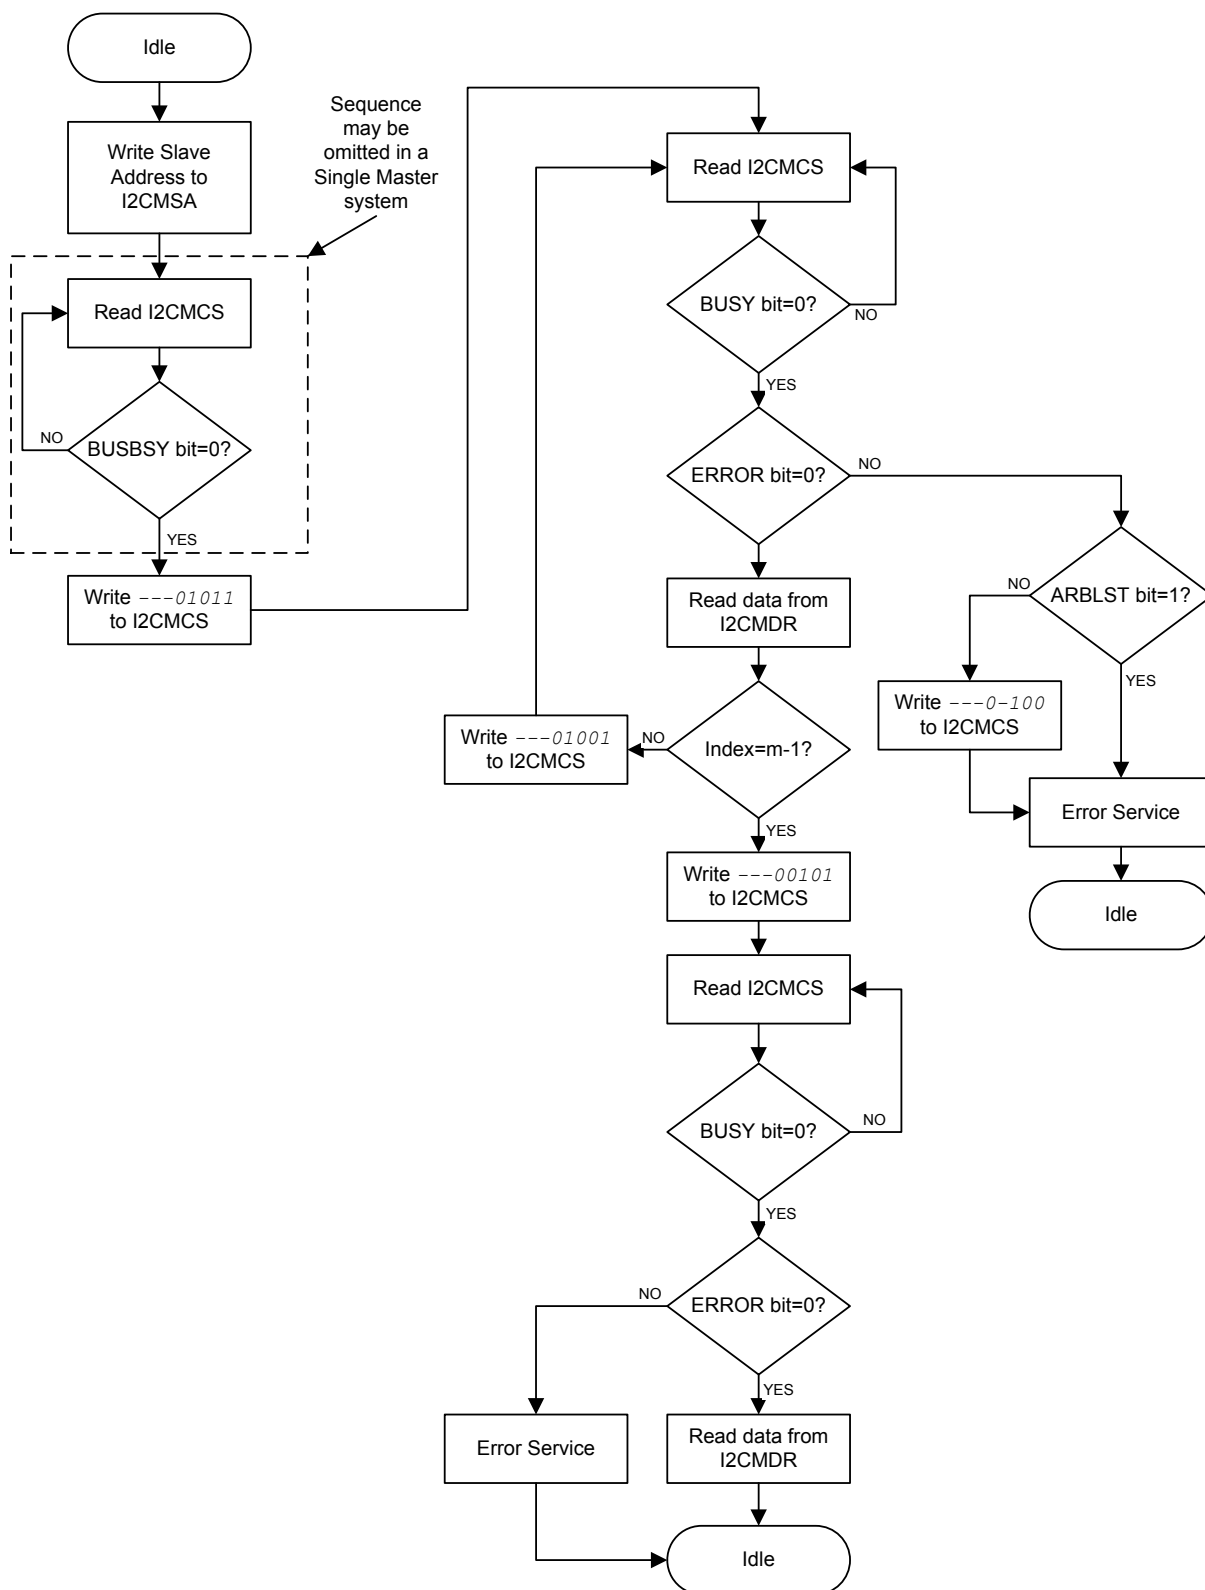 Idle
Write Slave
Address to
I2CMSA
Sequence
may be
omitted in a
Single Master
system
Read I2CMCS
BUSBSY bit=0?
NO
YES
Write ---01011
to I2CMCS
Read I2CMCS
BUSY bit=0?
NO
YES
ERROR bit=0?
NO
Read data from
I2CMDR
Index=m-1?
NO
Write ---01001
to I2CMCS
YES
ARBLST bit=1?
NO
Write ---0-100
to I2CMCS
YES
Error Service
Idle
Write ---00101
to I2CMCS
Read I2CMCS
BUSY bit=0?
NO
YES
ERROR bit=0?
NO
YES
Error Service
Read data from
I2CMDR
Idle